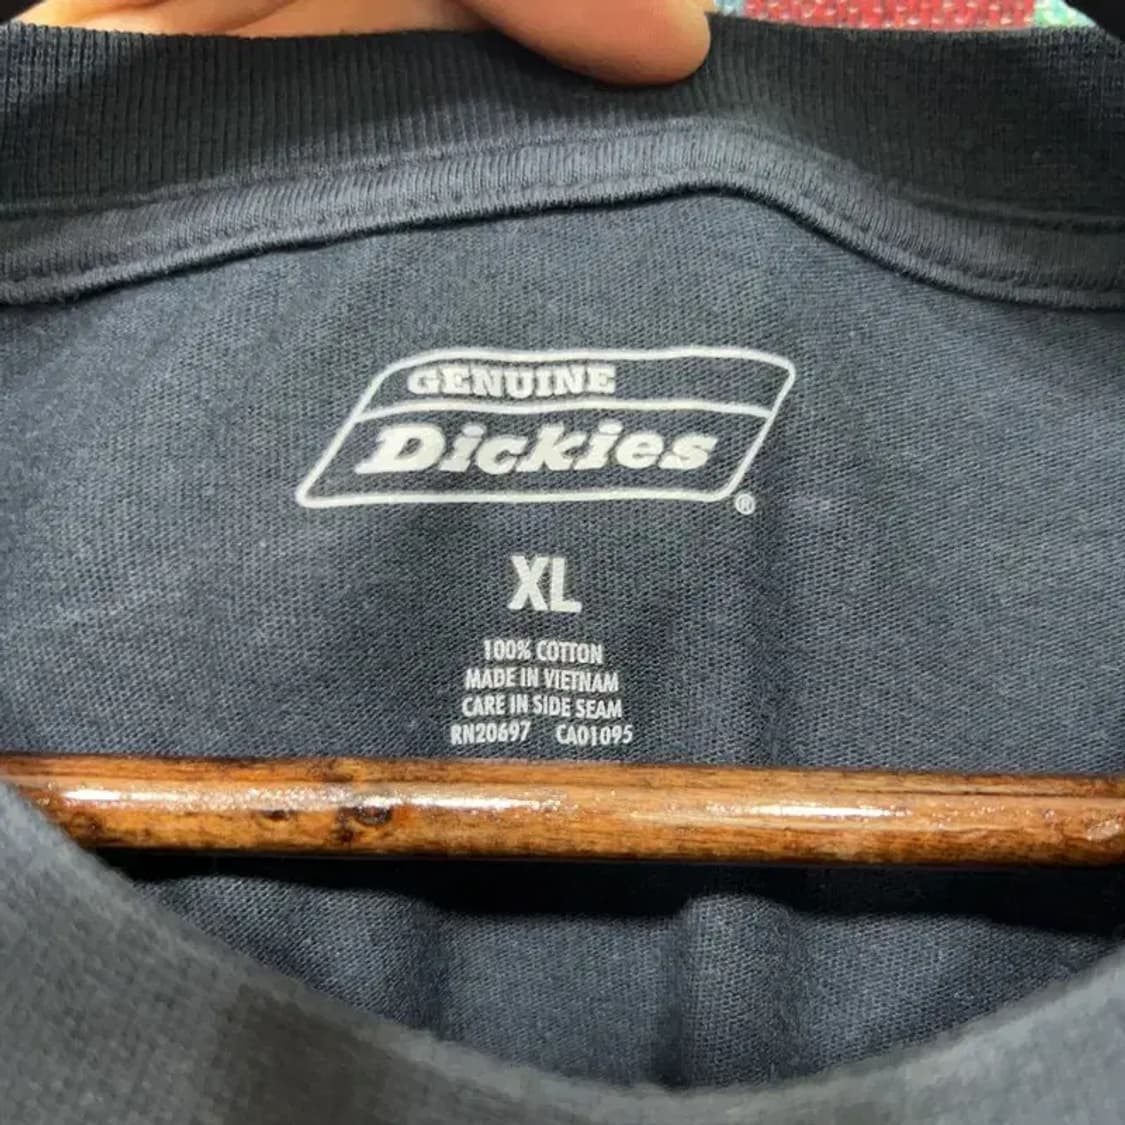 GENUINE
Dickies®
XL
100% COTTON
MADE IN VIETNAM
CARE IN SIDE SEAM
RN20697 CA01095